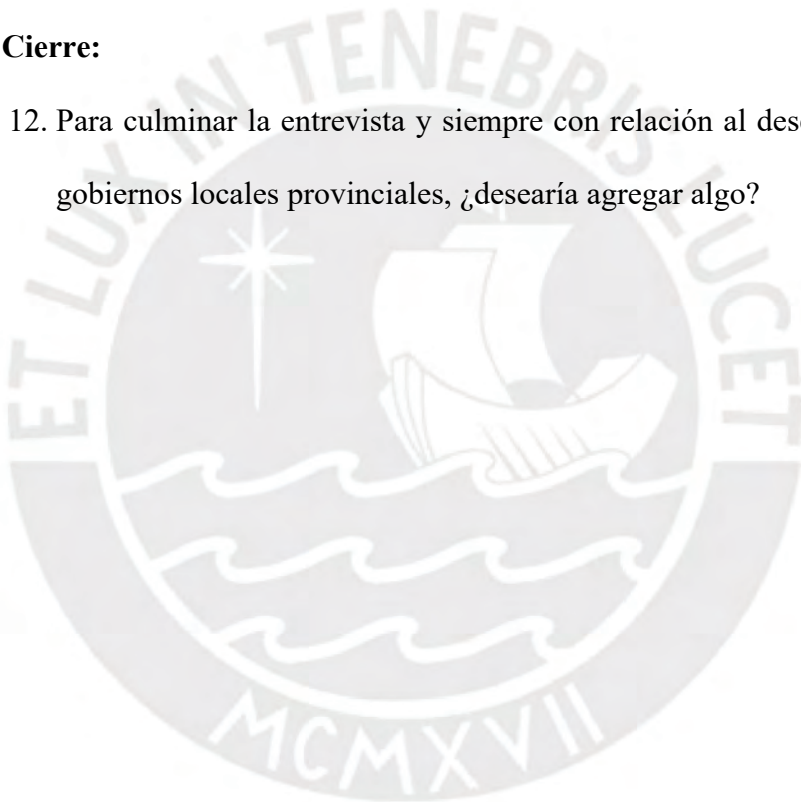 Cierre:
12. Para culminar la entrevista y siempre con relación al
gobiernos locales provinciales, ¿desearía agregar algo?
ET LUX IN TENEBRIS LUCET
MCMXVII